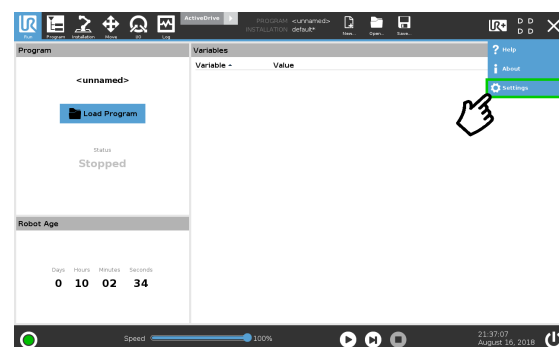 ActiveDrive
PROGRAM <unnamed>
INSTALLATION default*
Run Program Installation Move I/O Log New... Open... Save...
UR UR+ D D
D D
Program
<unnamed>
Load Program
Status
Stopped
Variables
Variable Value
? Help
i About
Settings
Robot Age
Days Hours Minutes Seconds
0 10 02 34
Speed 100%
21:37:07
August 16, 2018